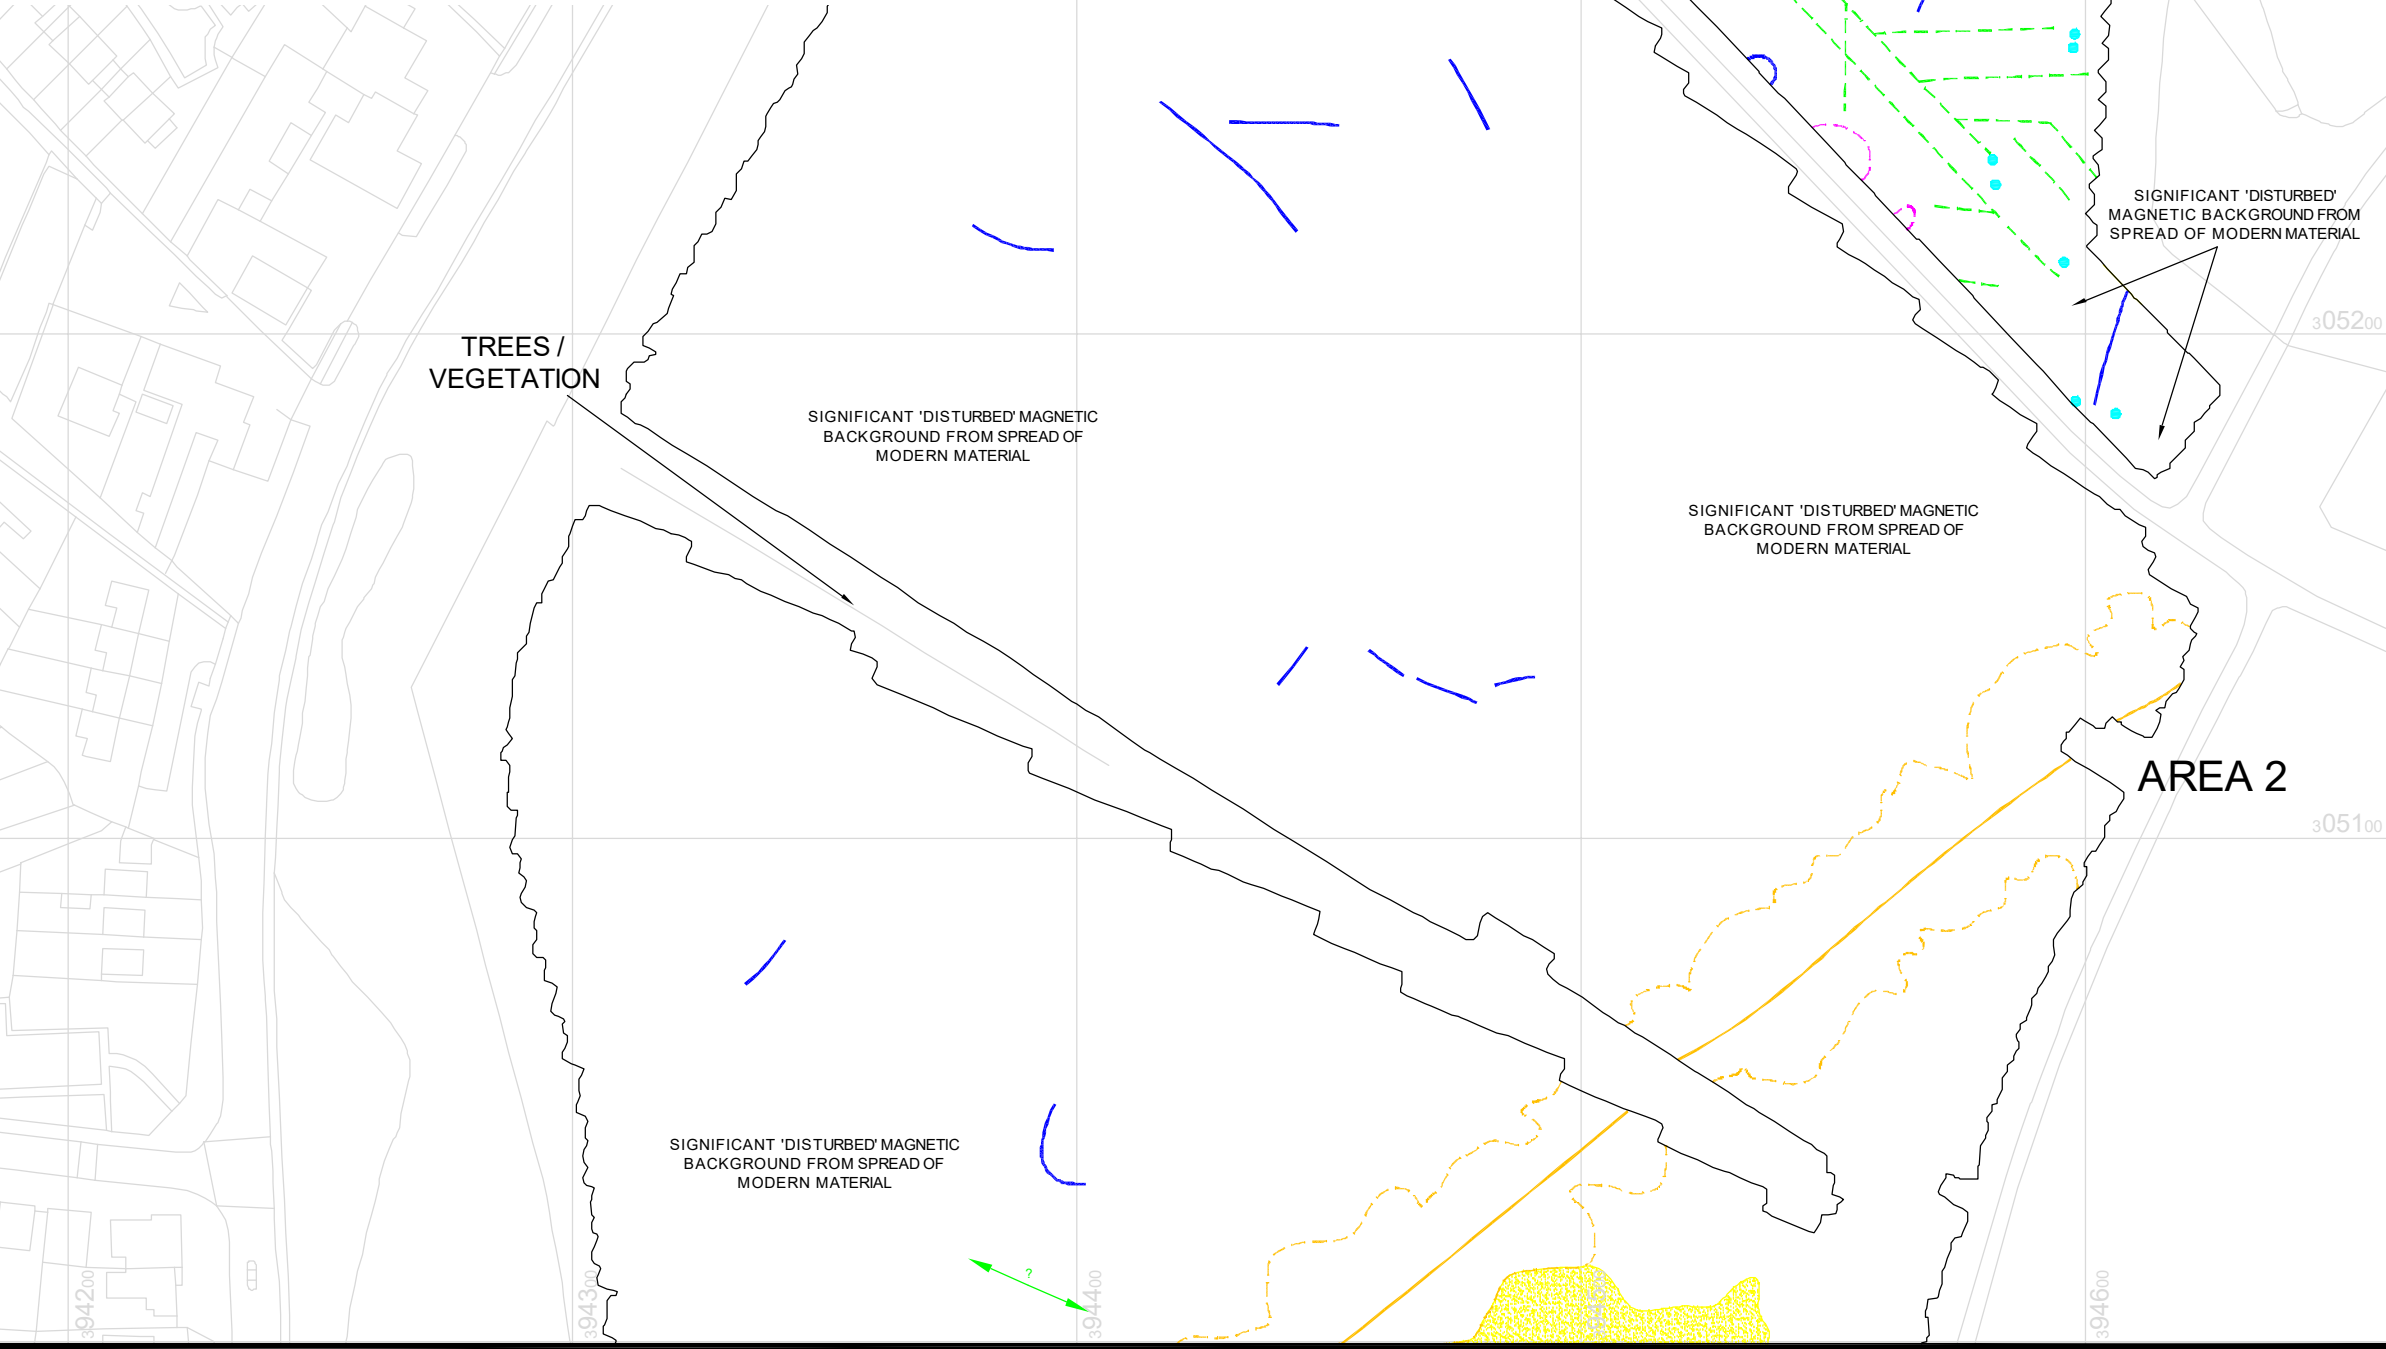 SIGNIFICANT 'DISTURBED'
MAGNETIC BACKGROUND FROM
SPREAD OF MODERN MATERIAL
305200
TREES /
VEGETATION
SIGNIFICANT 'DISTURBED' MAGNETIC
BACKGROUND FROM SPREAD OF
MODERN MATERIAL
SIGNIFICANT 'DISTURBED' MAGNETIC
BACKGROUND FROM SPREAD OF
MODERN MATERIAL
AREA 2
305100
SIGNIFICANT 'DISTURBED' MAGNETIC
BACKGROUND FROM SPREAD OF
MODERN MATERIAL
?
394200
394300
394400
394500
394600